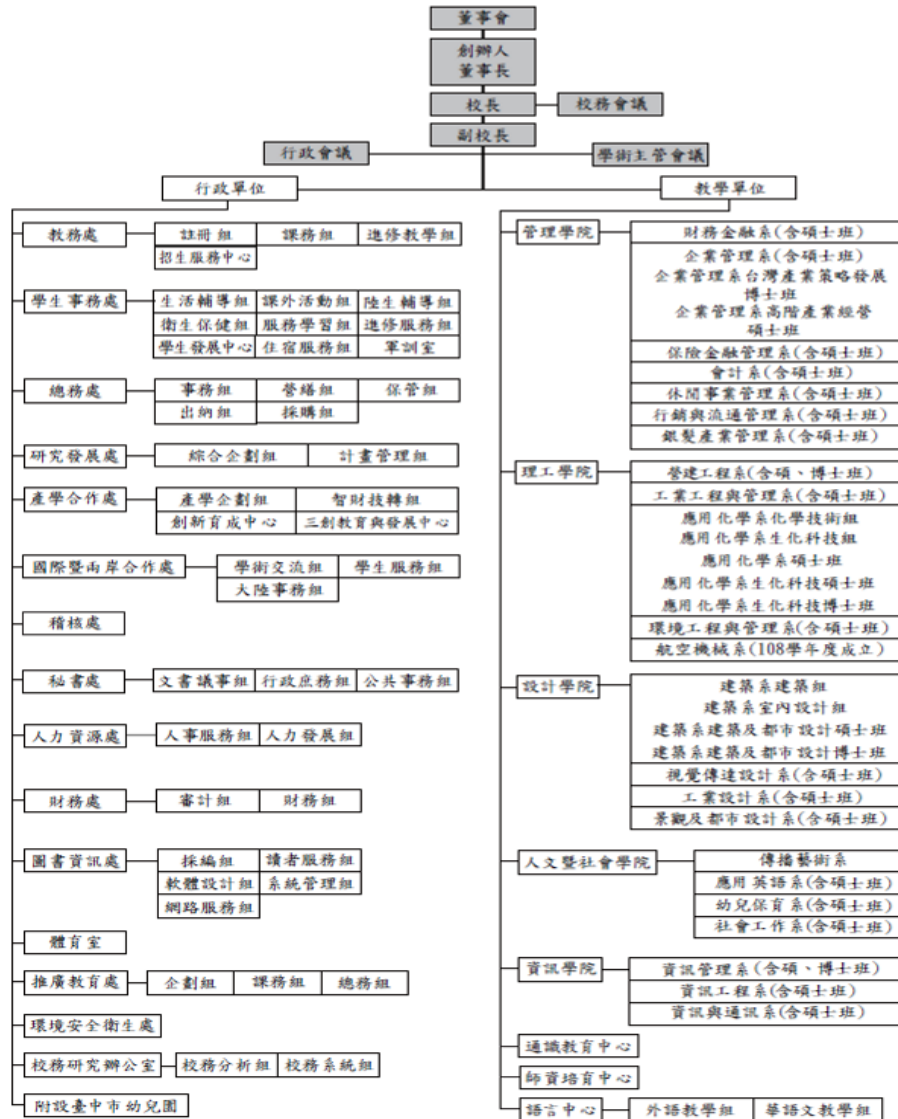 董事會
創辦人
董事長
校長
校務會議
副校長
行政會議
學術主管會議
行政單位
教務處
註冊組 課務組 進修教學組
招生服務中心
學生事務處
生活輔導組 課外活動組 陸生輔導組
衛生保健組 服務學習組 進修服務組
學生發展中心 住宿服務組 軍訓室
總務處
事務組 營繕組 保管組
出納組 採購組
研究發展處
綜合企劃組 計畫管理組
產學合作處
產學企劃組 智財技轉組
創新育成中心 三創教育與發展中心
國際暨兩岸合作處
學術交流組 學生服務組
大陸事務組
稽核處
秘書處
文書議事組 行政庶務組 公共事務組
人力資源處
人事服務組 人力發展組
財務處
審計組 財務組
圖書資訊處
採編組 讀者服務組
軟體設計組 系統管理組
網路服務組
體育室
推廣教育處
企劃組 課務組 總務組
環境安全衛生處
校務研究辦公室
校務分析組 校務系統組
附設臺中市幼兒園
教學單位
管理學院
財務金融系(含碩士班)
企業管理系(含碩士班)
企業管理系台灣產業策略發展
博士班
企業管理系高階產業經營
碩士班
保險金融管理系(含碩士班)
會計系(含碩士班)
休閒事業管理系(含碩士班)
行銷與流通管理系(含碩士班)
銀髮產業管理系(含碩士班)
理工學院
營建工程系(含碩、博士班)
工業工程與管理系(含碩士班)
應用化學系化學技術組
應用化學系生化科技組
應用化學系碩士班
應用化學系生化科技碩士班
應用化學系生化科技博士班
環境工程與管理系(含碩士班)
航空機械系(108學年度成立)
設計學院
建築系建築組
建築系室內設計組
建築系建築及都市設計碩士班
建築系建築及都市設計博士班
視覺傳達設計系(含碩士班)
工業設計系(含碩士班)
景觀及都市設計系(含碩士班)
人文暨社會學院
傳播藝術系
應用英語系(含碩士班)
幼兒保育系(含碩士班)
社會工作系(含碩士班)
資訊學院
資訊管理系(含碩、博士班)
資訊工程系(含碩士班)
資訊與通訊系(含碩士班)
通識教育中心
師資培育中心
語言中心
外語教學組 華語文教學組